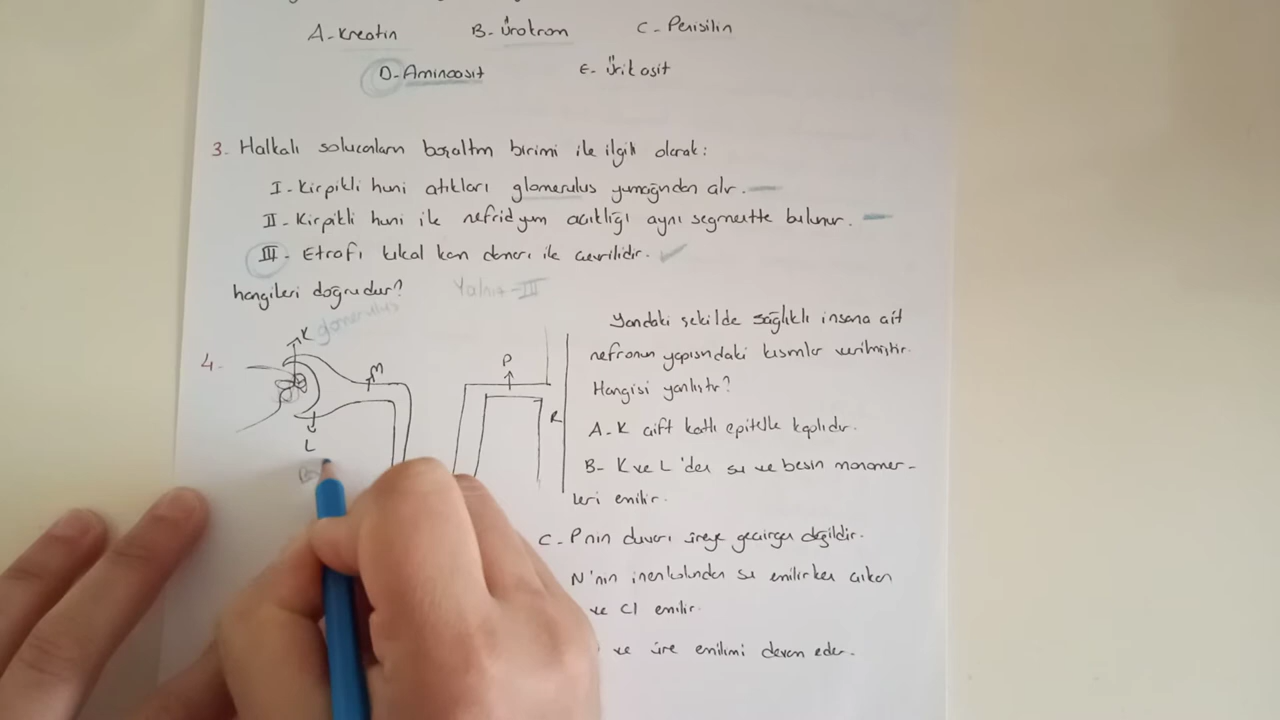 A-Kreatin B-Ürokrom C-Penisilin
D-Aminoasit E-Ürikasit
3. Halkalı solucanların boşaltım birimi ile ilgili olarak:
I-Kirpikli huni atıkları glomerulus yumağından alır.
II-Kirpikli huni ile nefridyum açıklığı aynı segmentte bulunur.
III-Etrafı kılcal kan damarı ile çevrilidir.
hangileri doğrudur? Yalnız-III
K glomerulus
4.
M
L
P
R
Yandaki şekilde sağlıklı insana ait
nefronun yapısındaki kısımlar verilmiştir.
Hangisi yanlıştır?
A-K çift katlı epitelle kaplıdır.
B- K ve L'den su ve besin monomer-
leri emilir.
C-P'nin duvarı üreye geçirgen değildir.
N'nin inen kolundan su emilirken çıkan
ve Cl emilir.
ve üre emilimi devam eder.